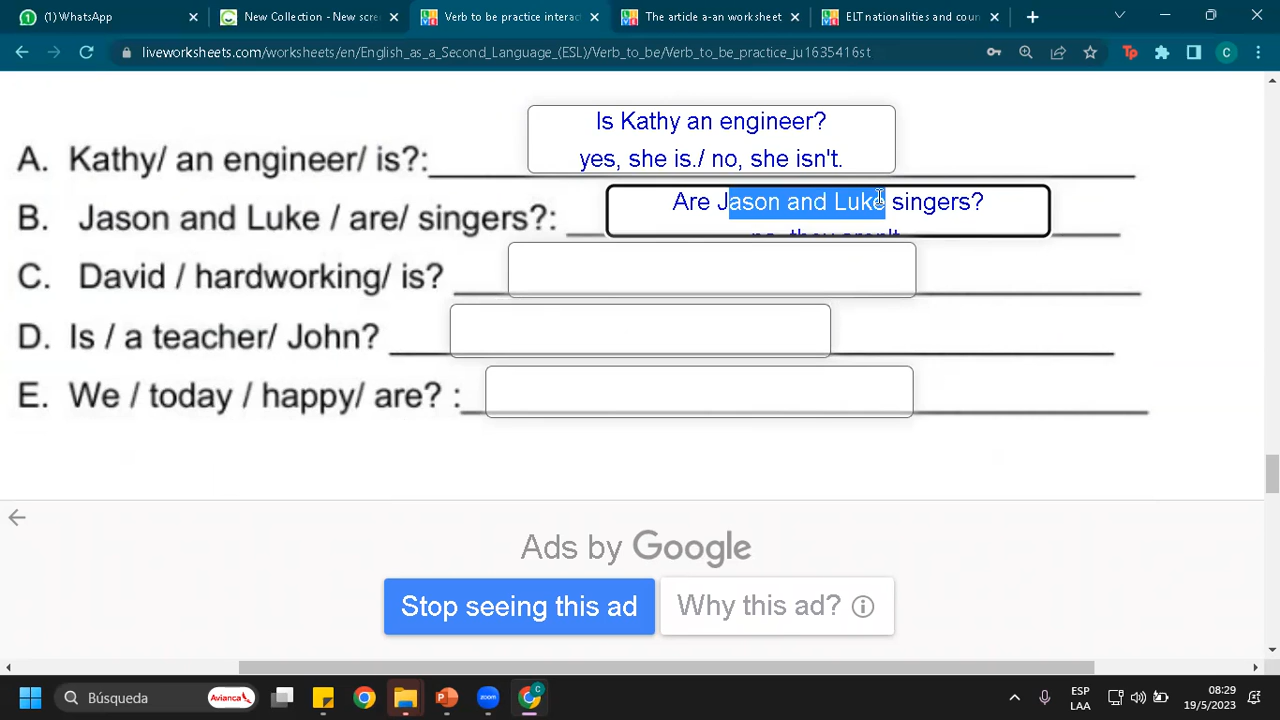 (1) WhatsApp
New Collection - New scre
Verb to be practice interac
The article a-an worksheet
ELT nationalities and coun
liveworksheets.com/worksheets/en/English_as_a_Second_Language_(ESL)/Verb_to_be/Verb_to_be_practice_ju1635416st
Is Kathy an engineer?
yes, she is./ no, she isn't.
A. Kathy/ an engineer/ is?:
Are Jason and Luke singers?
no, they aren't
B. Jason and Luke / are/ singers?:
C. David / hardworking/ is?
D. Is / a teacher/ John?
E. We / today / happy/ are? :
Ads by Google
Stop seeing this ad
Why this ad?
Búsqueda
Avianca
zoom
ESP
LAA
08:29
19/5/2023